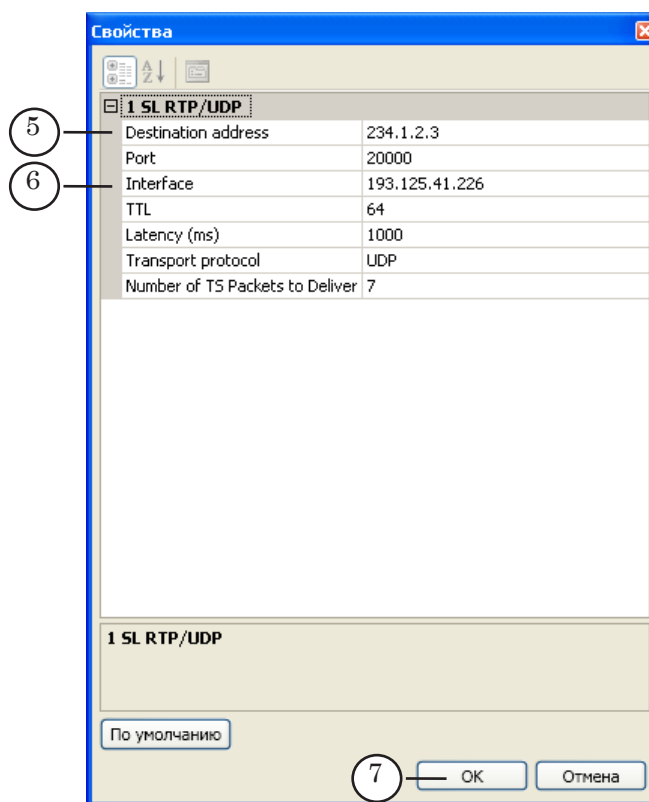 Свойства
1 SL RTP/UDP
5 Destination address 234.1.2.3
Port 20000
6 Interface 193.125.41.226
TTL 64
Latency (ms) 1000
Transport protocol UDP
Number of TS Packets to Deliver 7
1 SL RTP/UDP
По умолчанию
7 OK Отмена